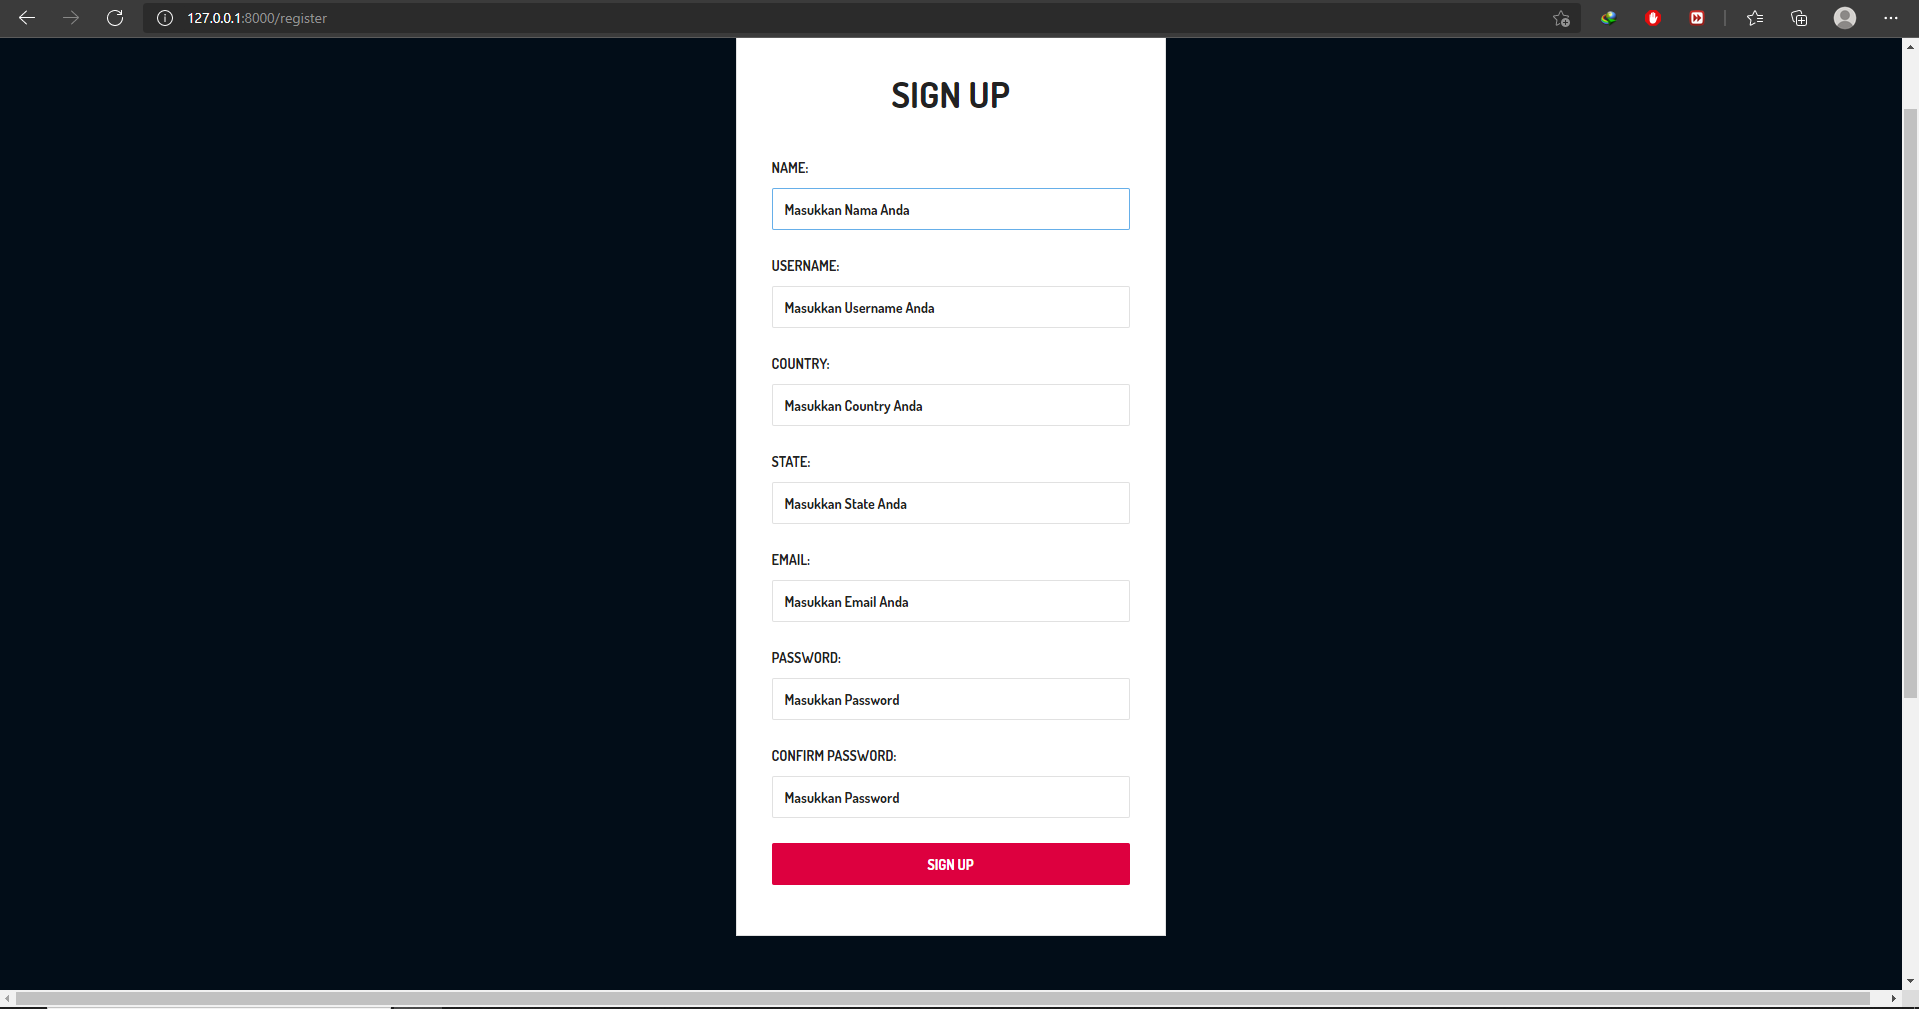 127.0.0.1:8000/register
SIGN UP
NAME:
Masukkan Nama Anda
USERNAME:
Masukkan Username Anda
COUNTRY:
Masukkan Country Anda
STATE:
Masukkan State Anda
EMAIL:
Masukkan Email Anda
PASSWORD:
Masukkan Password
CONFIRM PASSWORD:
Masukkan Password
SIGN UP